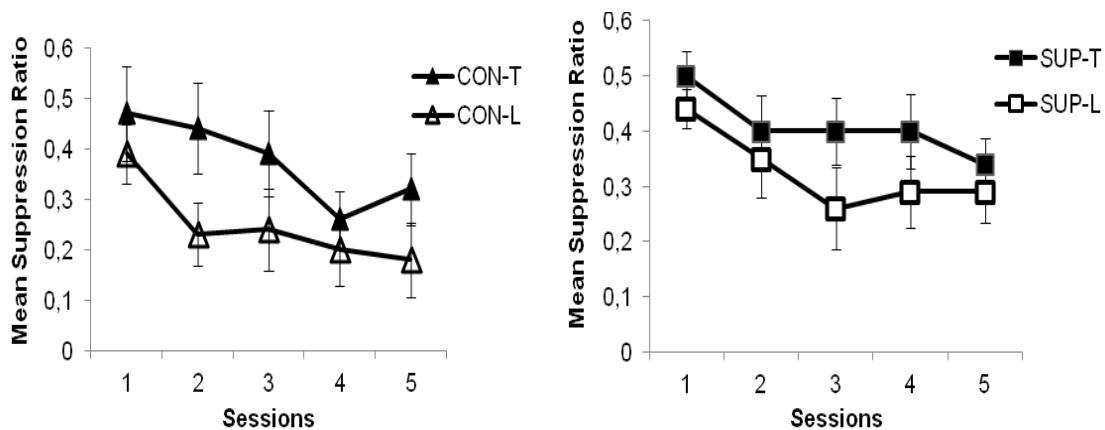 Mean Suppression Ratio
0,6
0,5
0,4
0,3
0,2
0,1
0
1 2 3 4 5
Sessions
CON-T
CON-L
Mean Suppression Ratio
0,6
0,5
0,4
0,3
0,2
0,1
0
1 2 3 4 5
Sessions
SUP-T
SUP-L